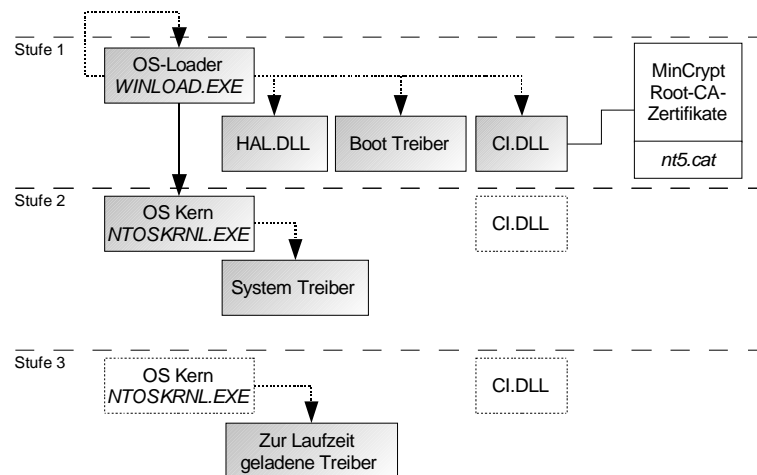 Stufe 1
OS-Loader
WINLOAD.EXE
MinCrypt
Root-CA-
Zertifikate
nt5.cat
HAL.DLL
Boot Treiber
CI.DLL
Stufe 2
OS Kern
NTOSKRNL.EXE
CI.DLL
System Treiber
Stufe 3
OS Kern
NTOSKRNL.EXE
CI.DLL
Zur Laufzeit
geladene Treiber